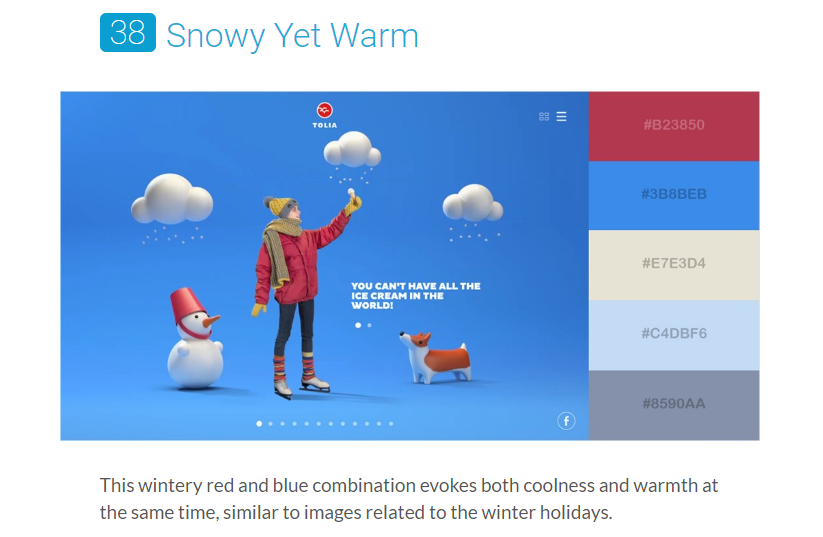 38 Snowy Yet Warm
TOLIA
#B23850
#3B8BEB
#E7E3D4
#C4DBF6
#8590AA
YOU CAN'T HAVE ALL THE
ICE CREAM IN THE
WORLD!
f
This wintery red and blue combination evokes both coolness and warmth at
the same time, similar to images related to the winter holidays.